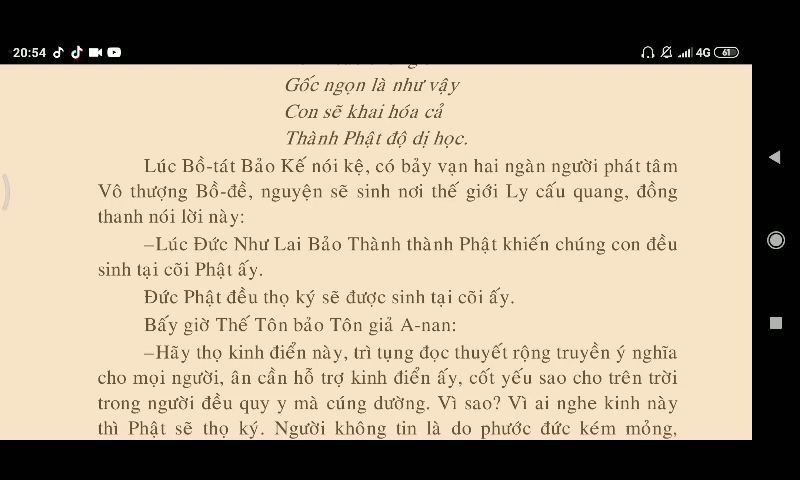 20:54
4G 61
Gốc ngọn là như vậy
Con sẽ khai hóa cả
Thành Phật độ dị học.
Lúc Bồ-tát Bảo Kế nói kệ, có bảy vạn hai ngàn người phát tâm
Vô thượng Bồ-đề, nguyện sẽ sinh nơi thế giới Ly cấu quang, đồng
thanh nói lời này:
–Lúc Đức Như Lai Bảo Thành thành Phật khiến chúng con đều
sinh tại cõi Phật ấy.
Đức Phật đều thọ ký sẽ được sinh tại cõi ấy.
Bấy giờ Thế Tôn bảo Tôn giả A-nan:
–Hãy thọ kinh điển này, trì tụng đọc thuyết rộng truyền ý nghĩa
cho mọi người, ân cần hỗ trợ kinh điển ấy, cốt yếu sao cho trên trời
trong người đều quy y mà cúng dường. Vì sao? Vì ai nghe kinh này
thì Phật sẽ thọ ký. Người không tin là do phước đức kém mỏng,